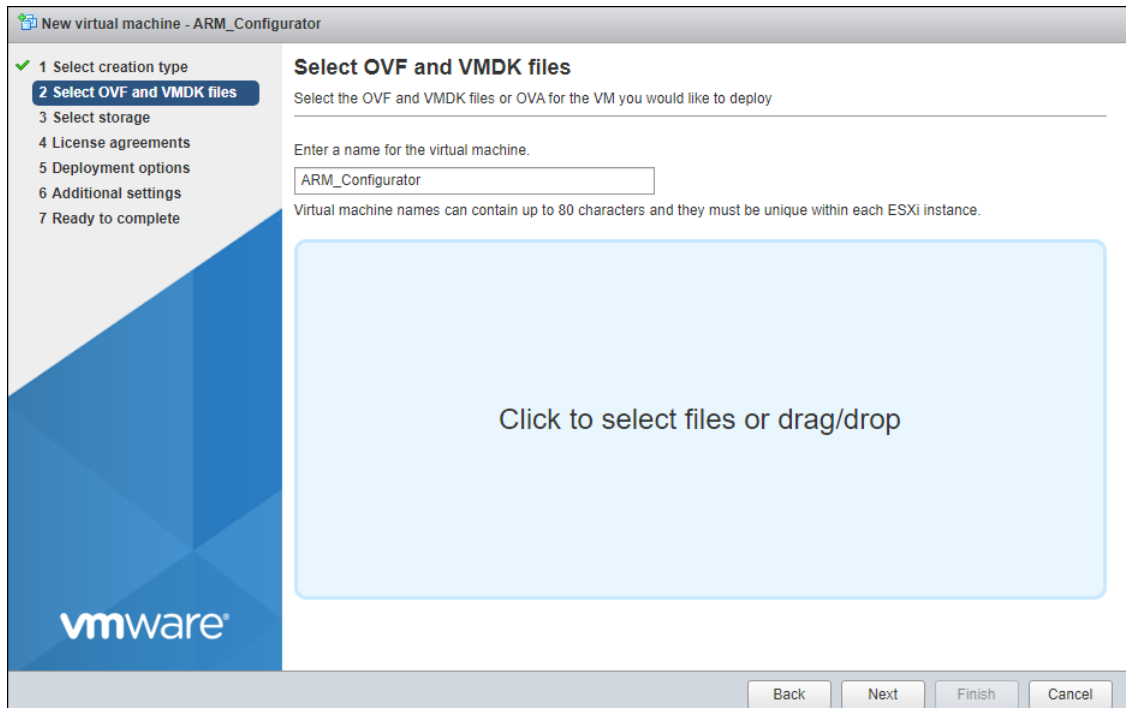 New virtual machine - ARM_Configurator
1 Select creation type
2 Select OVF and VMDK files
3 Select storage
4 License agreements
5 Deployment options
6 Additional settings
7 Ready to complete
vmware®
Select OVF and VMDK files
Select the OVF and VMDK files or OVA for the VM you would like to deploy
Enter a name for the virtual machine.
ARM_Configurator
Virtual machine names can contain up to 80 characters and they must be unique within each ESXi instance.
Click to select files or drag/drop
Back Next Finish Cancel